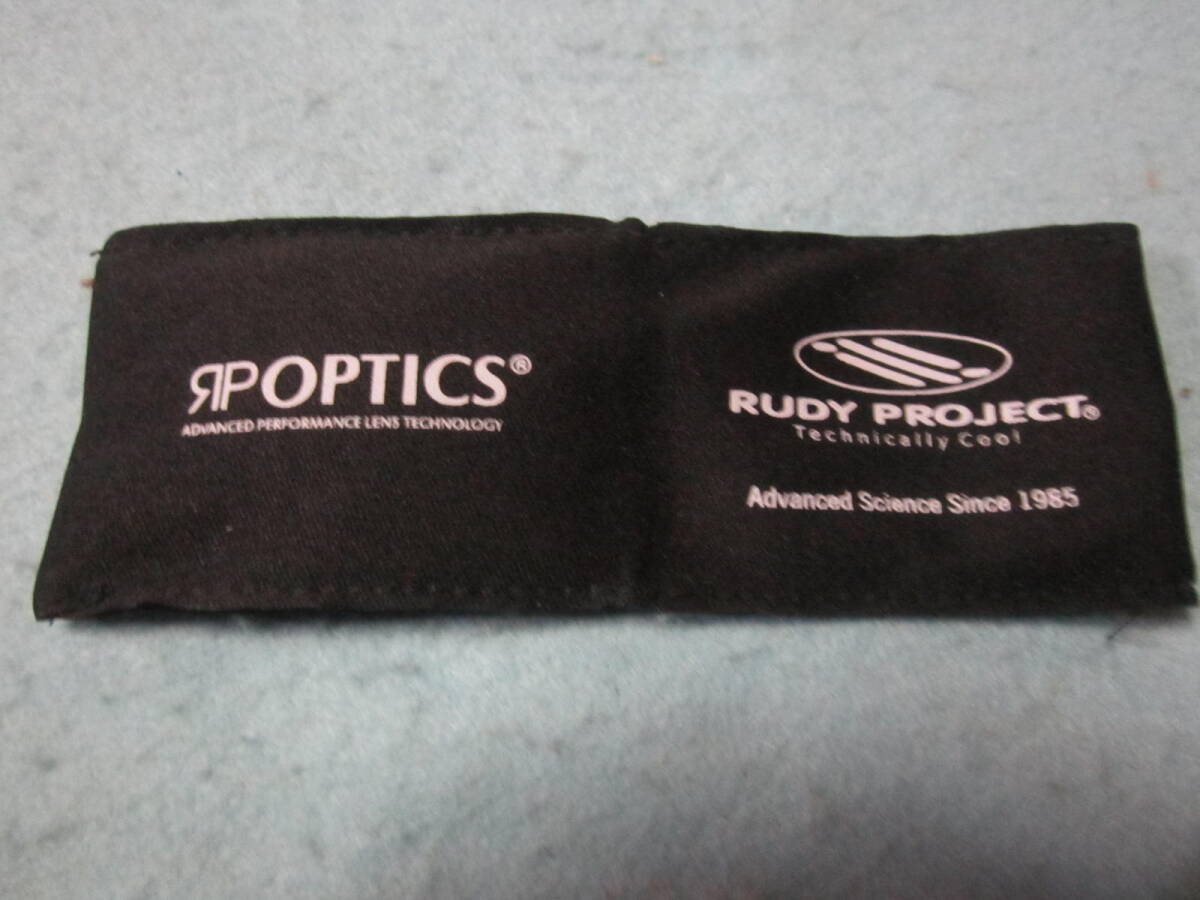 RPOPTICS®
ADVANCED PERFORMANCE LENS TECHNOLOGY
RUDY PROJECT®
Technically Cool
Advanced Science Since 1985